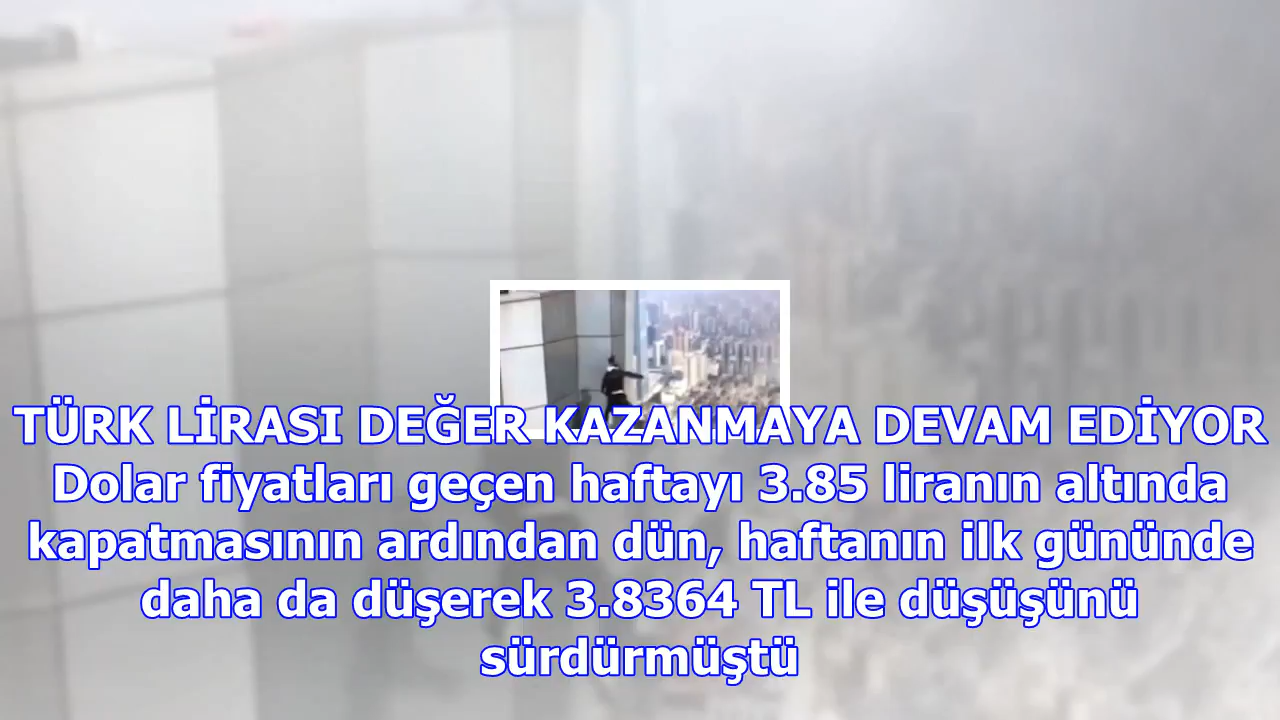 TÜRK LİRASI DEĞER KAZANMAYA DEVAM EDİYOR
Dolar fiyatları geçen haftayı 3.85 liranın altında
kapatmasının ardından dün, haftanın ilk gününde
daha da düşerek 3.8364 TL ile düşüşünü
sürdürmüştü